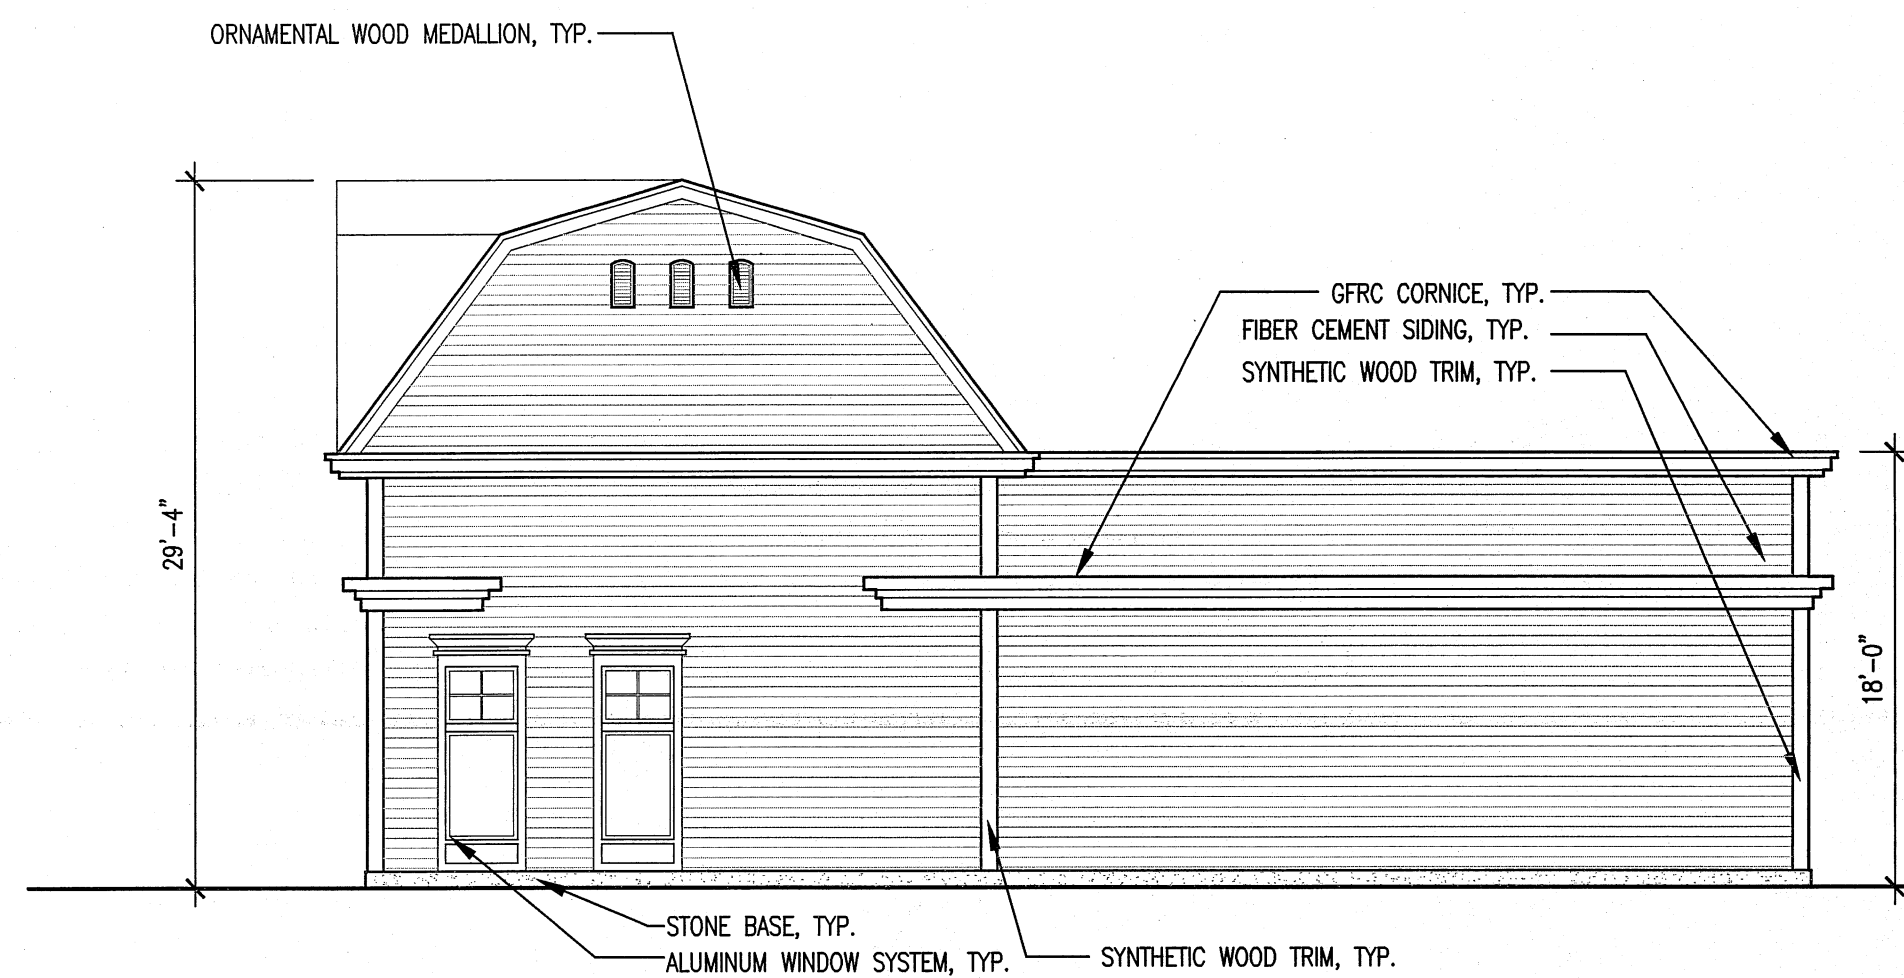 ORNAMENTAL WOOD MEDALLION, TYP.
GFRC CORNICE, TYP.
FIBER CEMENT SIDING, TYP.
SYNTHETIC WOOD TRIM, TYP.
29'-4"
18'-0"
STONE BASE, TYP.
ALUMINUM WINDOW SYSTEM, TYP.
SYNTHETIC WOOD TRIM, TYP.